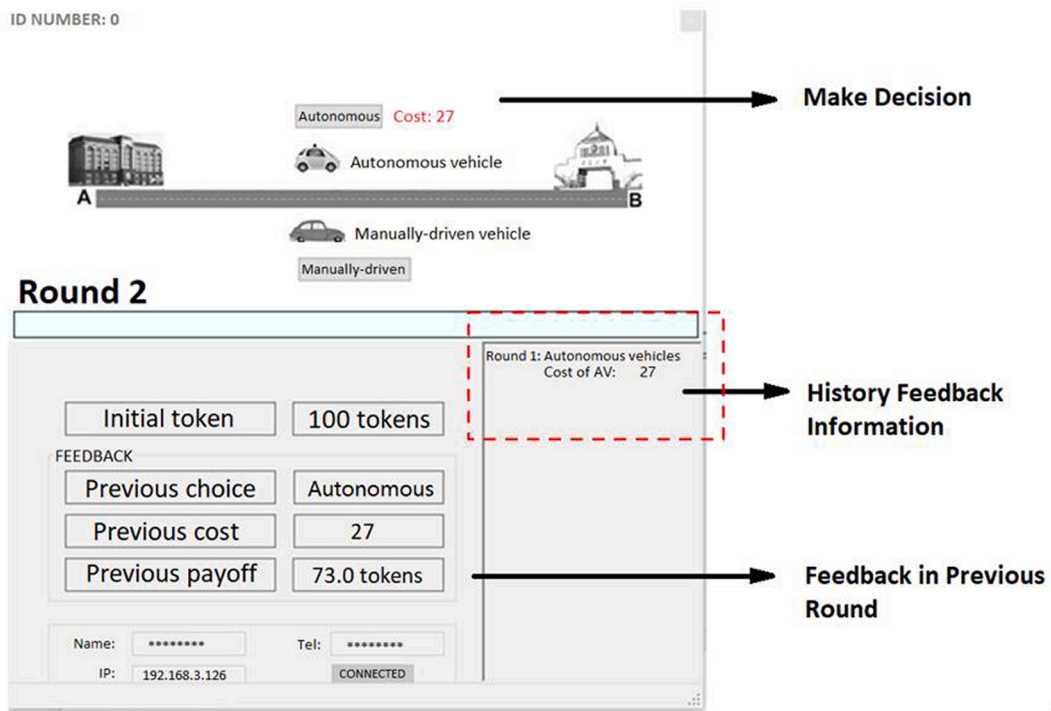 ID NUMBER: 0
Make Decision
Autonomous Cost: 27
Autonomous vehicle
A
B
Manually-driven vehicle
Manually-driven
Round 2
Round 1: Autonomous vehicles
Cost of AV: 27
History Feedback
Information
Initial token 100 tokens
FEEDBACK
Previous choice Autonomous
Previous cost 27
Previous payoff 73.0 tokens
Feedback in Previous
Round
Name: ******** Tel: ********
IP: 192.168.3.126 CONNECTED